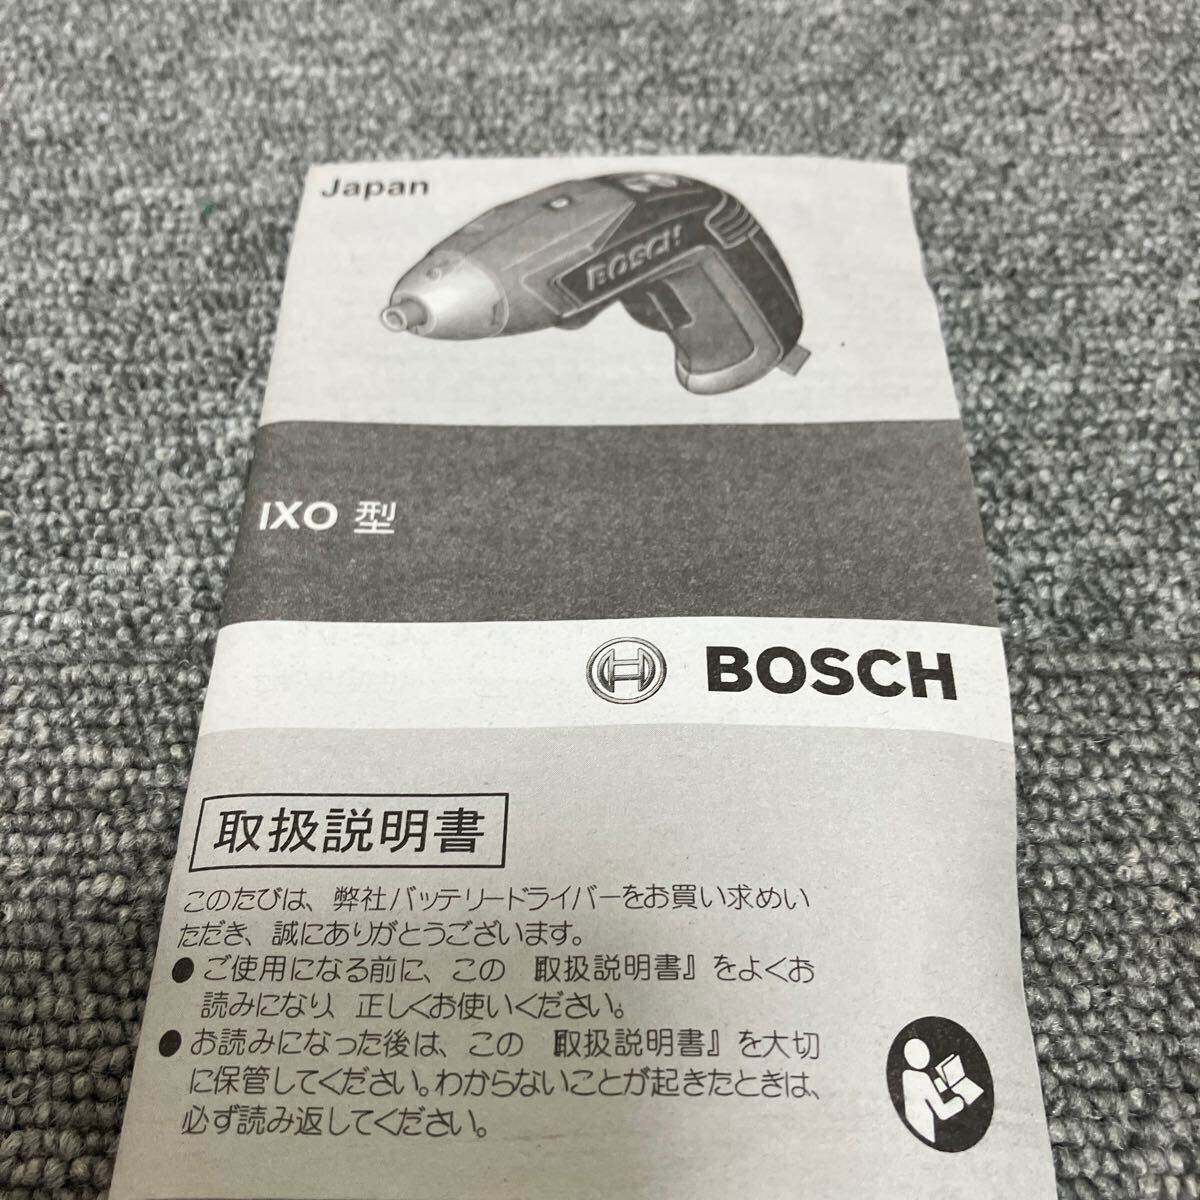 Japan
BOSCH
IXO 型
BOSCH
取扱説明書
このたびは、弊社バッテリードライバーをお買い求めい
ただき、誠にありがとうございます。
● ご使用になる前に、この 取扱説明書』をよくお
読みになり、正しくお使いください。
● お読みになった後は、この 取扱説明書』を大切
に保管してください。わからないことが起きたときは、
必ず読み返してください。